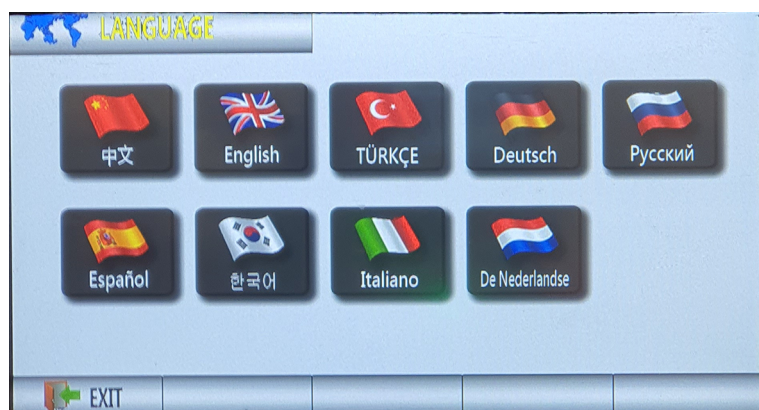 LANGUAGE
中文
English
TÜRKÇE
Deutsch
Русский
Español
한국어
Italiano
De Nederlandse
EXIT